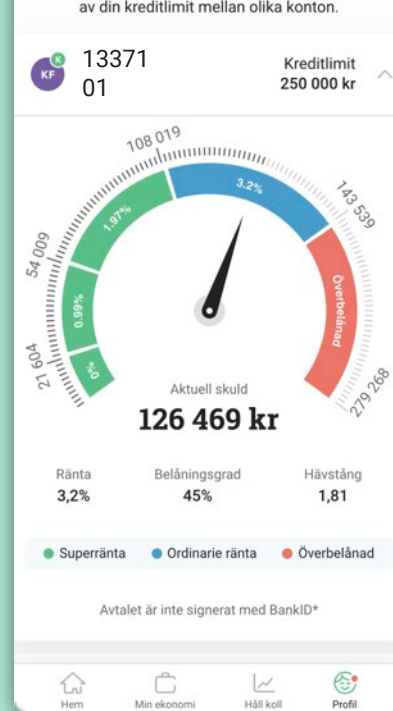 av din kreditlimit mellan olika konton.
K
KF
13371
01
Kreditlimit
250 000 kr
108 019
3.2%
143 539
1.97%
54 009
Överbelånad
0.99%
21 604
0%
279 268
Aktuell skuld
126 469 kr
Ränta Belåningsgrad Hävstång
3,2% 45% 1,81
Superränta Ordinarie ränta Överbelånad
Avtalet är inte signerat med BankID*
Hem Min ekonomi Håll koll Profil